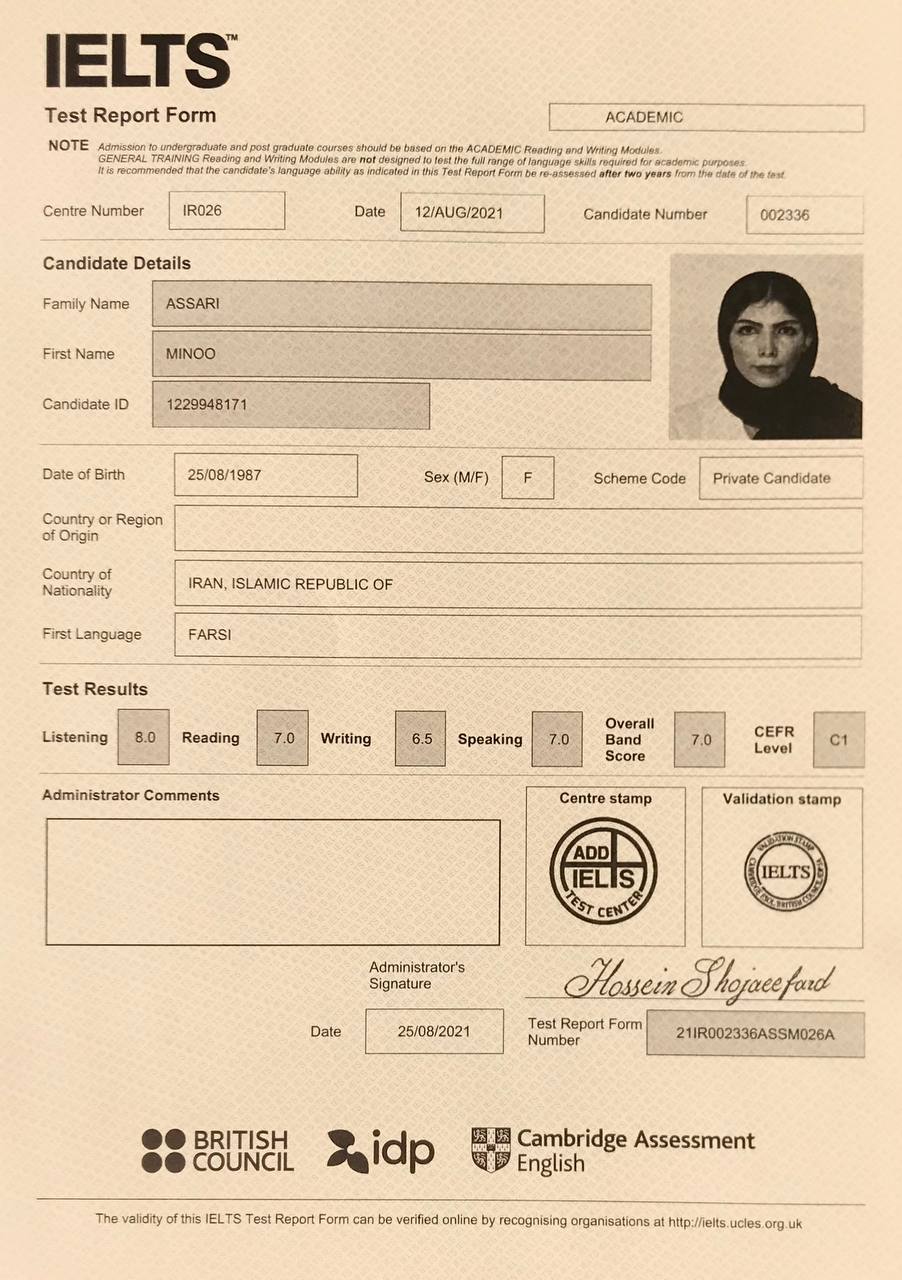 IELTS™
Test Report Form
ACADEMIC
NOTE Admission to undergraduate and post graduate courses should be based on the ACADEMIC Reading and Writing Modules.
GENERAL TRAINING Reading and Writing Modules are not designed to test the full range of language skills required for academic purposes.
It is recommended that the candidate's language ability as indicated in this Test Report Form be re-assessed after two years from the date of the test.
Centre Number IR026 Date 12/AUG/2021 Candidate Number 002336
Candidate Details
Family Name ASSARI
First Name MINOO
Candidate ID 1229948171
Date of Birth 25/08/1987 Sex (M/F) F Scheme Code Private Candidate
Country or Region
of Origin
Country of
Nationality IRAN, ISLAMIC REPUBLIC OF
First Language FARSI
Test Results
Listening 8.0 Reading 7.0 Writing 6.5 Speaking 7.0 Overall Band Score 7.0 CEFR Level C1
Administrator Comments
Centre stamp
ADD
IELTS
TEST CENTER
Validation stamp
VALIDATION STAMP
IELTS
Administrator's
Signature
Hossein Shojaeefard
Date 25/08/2021
Test Report Form
Number 21IR002336ASSM026A
BRITISH
COUNCIL
idp
Cambridge Assessment
English
The validity of this IELTS Test Report Form can be verified online by recognising organisations at http://ielts.ucles.org.uk